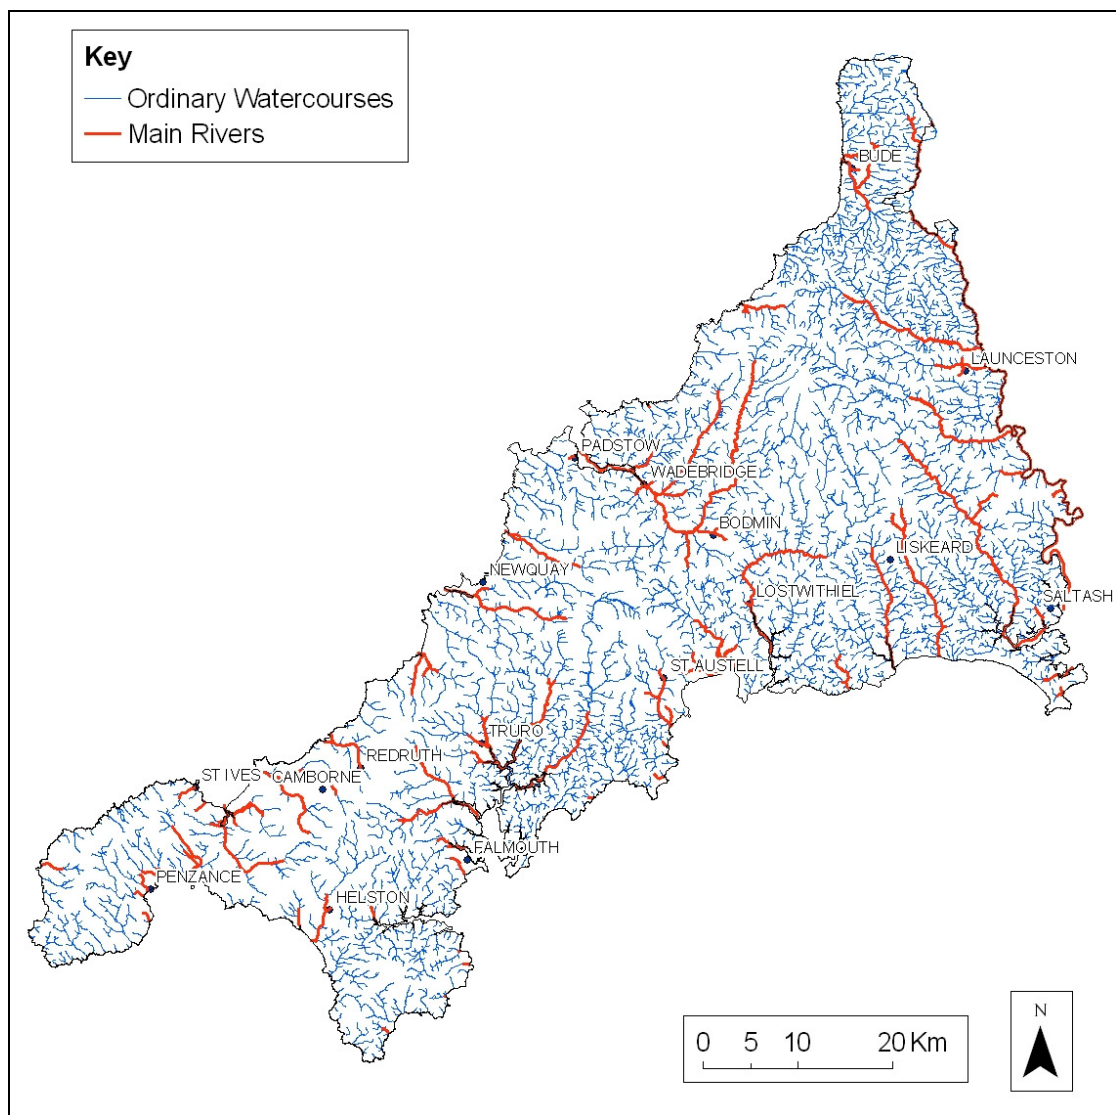 Key
Ordinary Watercourses
Main Rivers
BUDE
LAUNCESTON
PADSTOW
WADEBRIDGE
BODMIN
LISKEARD
NEWQUAY
LOSTWITHIEL
SALTASH
ST AUSTELL
TRURO
REDRUTH
ST IVES
CAMBORNE
FALMOUTH
PENZANCE
HELSTON
N
0 5 10 20 Km